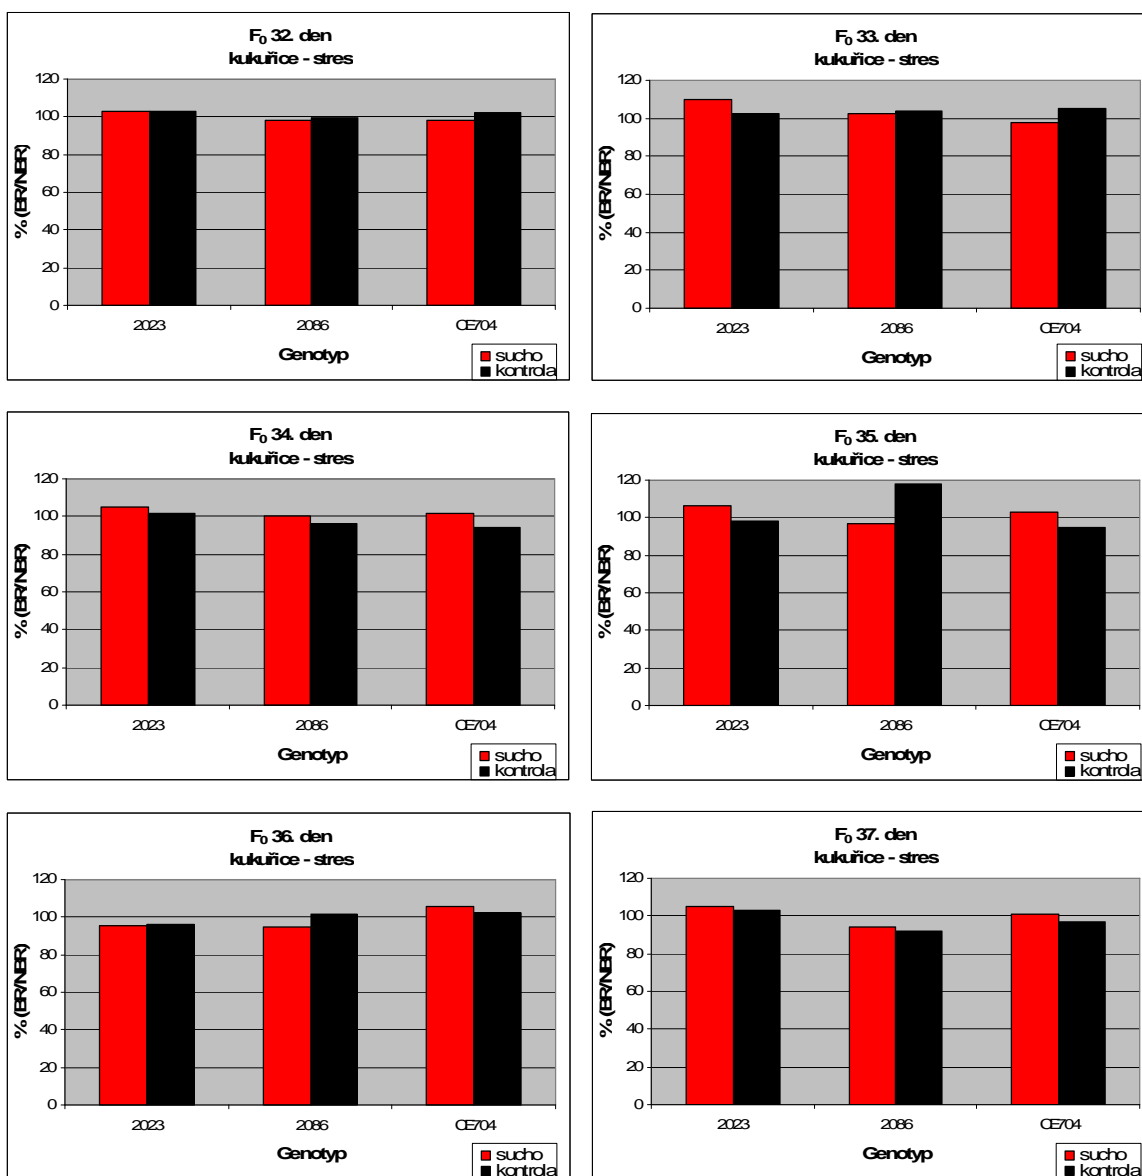 F₀ 32. den
kukuřice - stres
120
100
80
60
40
20
0
% (BR/NBR)
2023 2086 CE704
Genotyp
sucho
kontrola
F₀ 33. den
kukuřice - stres
120
100
80
60
40
20
0
% (BR/NBR)
2023 2086 CE704
Genotyp
sucho
kontrola
F₀ 34. den
kukuřice - stres
120
100
80
60
40
20
0
% (BR/NBR)
2023 2086 CE704
Genotyp
sucho
kontrola
F₀ 35. den
kukuřice - stres
120
100
80
60
40
20
0
% (BR/NBR)
2023 2086 CE704
Genotyp
sucho
kontrola
F₀ 36. den
kukuřice - stres
120
100
80
60
40
20
0
% (BR/NBR)
2023 2086 CE704
Genotyp
sucho
kontrola
F₀ 37. den
kukuřice - stres
120
100
80
60
40
20
0
% (BR/NBR)
2023 2086 CE704
Genotyp
sucho
kontrola